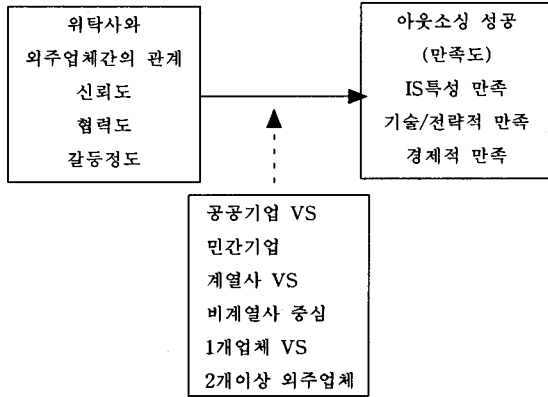 위탁사와
외주업체간의 관계
신뢰도
협력도
갈등정도
아웃소싱 성공
(만족도)
IS특성 만족
기술/전략적 만족
경제적 만족
공공기업 VS
민간기업
계열사 VS
비계열사 중심
1개업체 VS
2개이상 외주업체